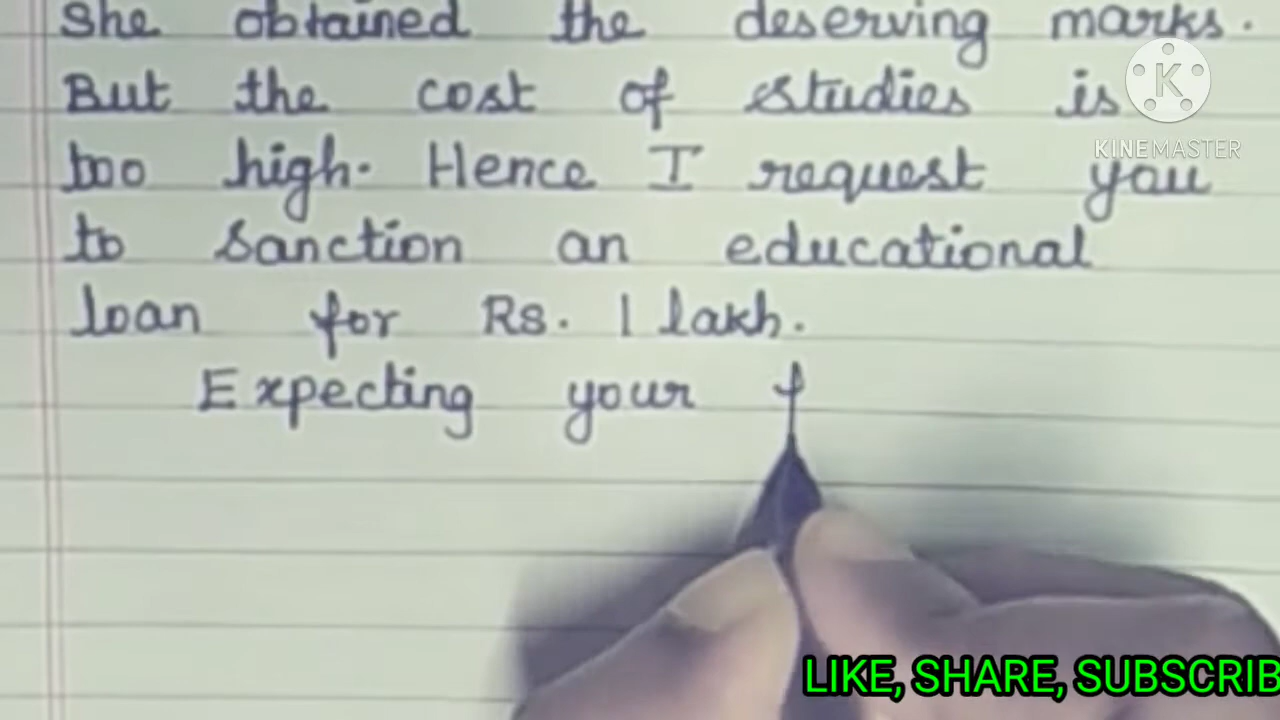 She obtained the deserving marks.
But the cost of studies is
too high. Hence I request you
to sanction an educational
loan for Rs. 1 lakh.
Expecting your f
K
KINEMASTER
LIKE, SHARE, SUBSCRIB